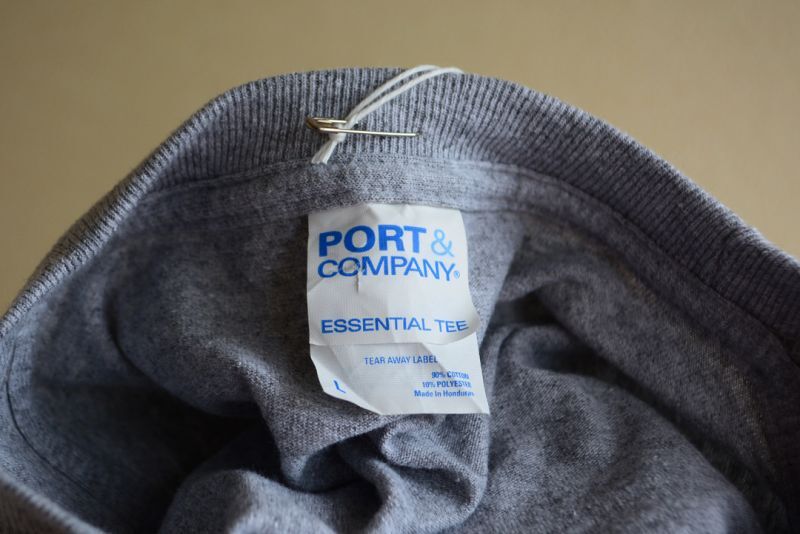 PORT &
COMPANY®
ESSENTIAL TEE
TEAR AWAY LABEL
90% COTTON
10% POLYESTER
L
Made in Honduras